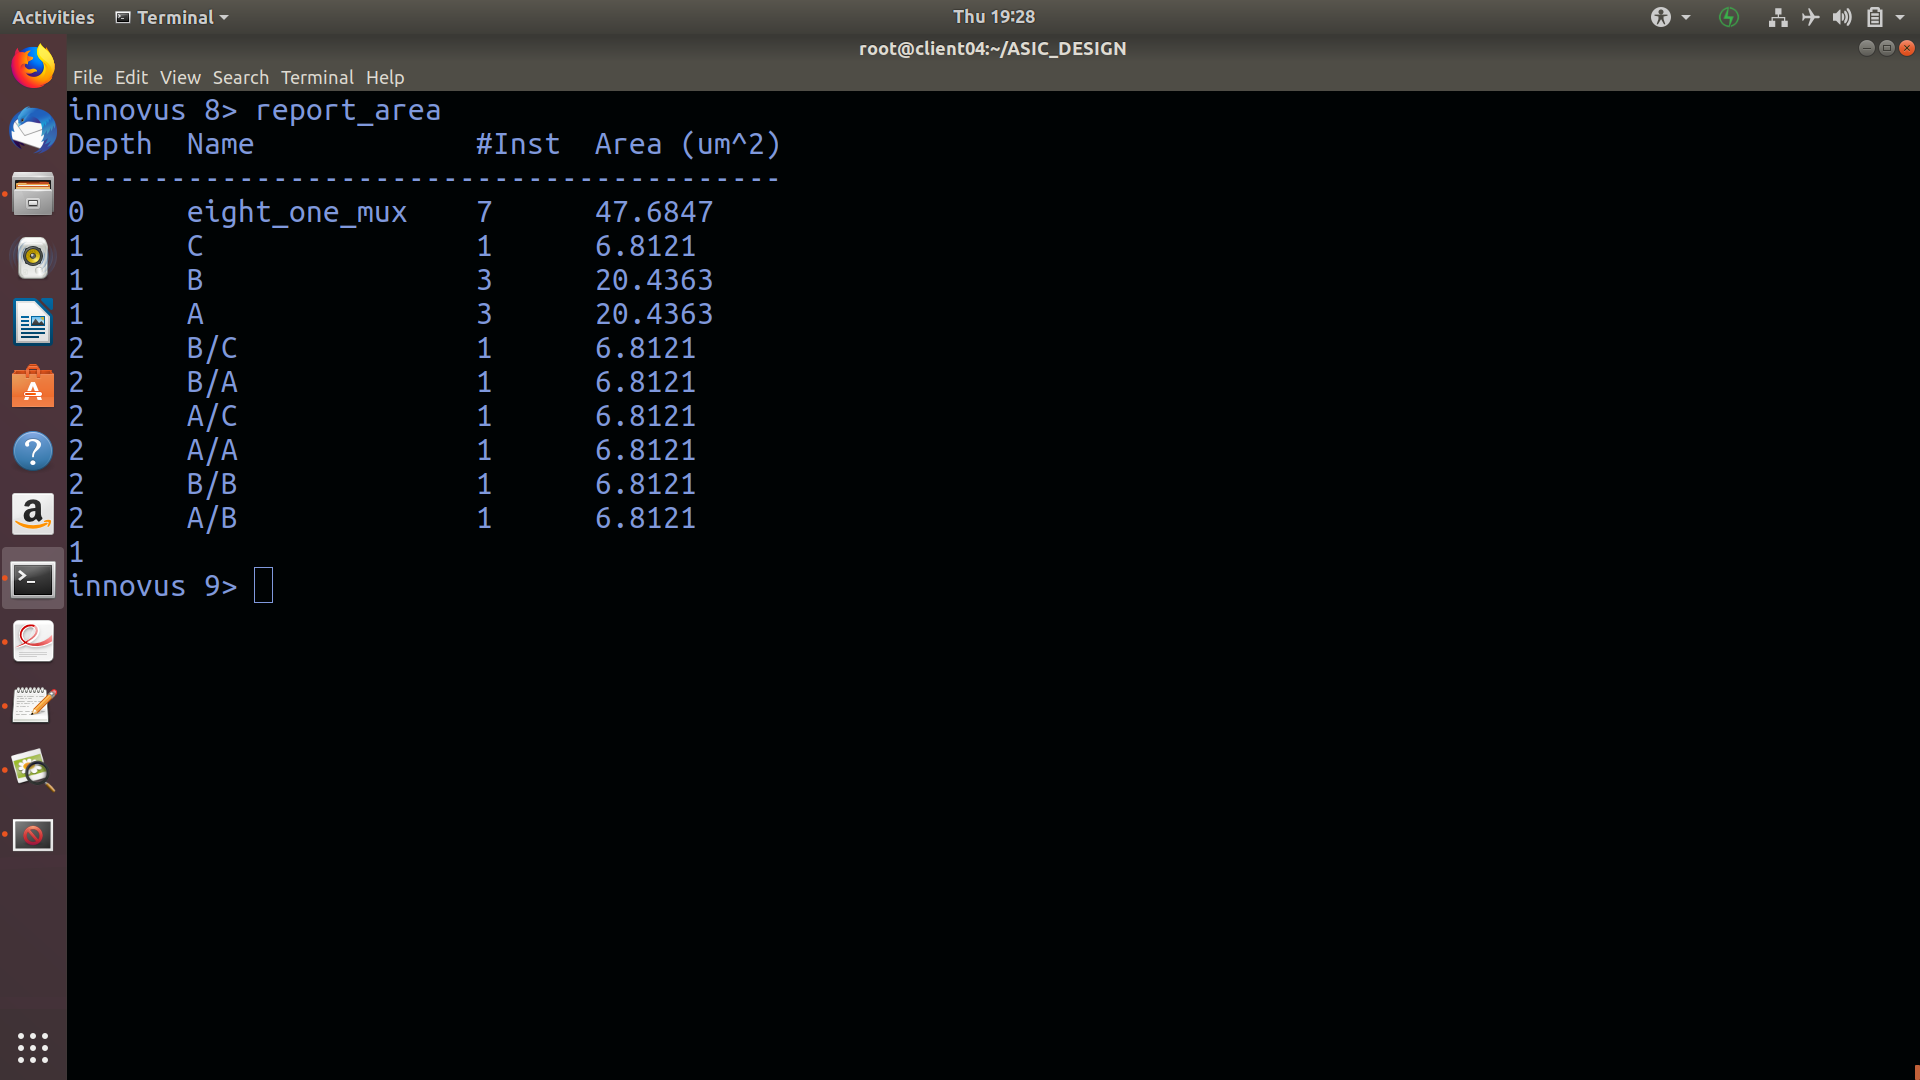 Activities Terminal Thu 19:28
root@client04:~/ASIC_DESIGN
File Edit View Search Terminal Help
innovus 8> report_area
Depth Name #Inst Area (um^2)
-------------------------------------------
0 eight_one_mux 7 47.6847
1 C 1 6.8121
1 B 3 20.4363
1 A 3 20.4363
2 B/C 1 6.8121
2 B/A 1 6.8121
2 A/C 1 6.8121
2 A/A 1 6.8121
2 B/B 1 6.8121
2 A/B 1 6.8121
1
innovus 9>